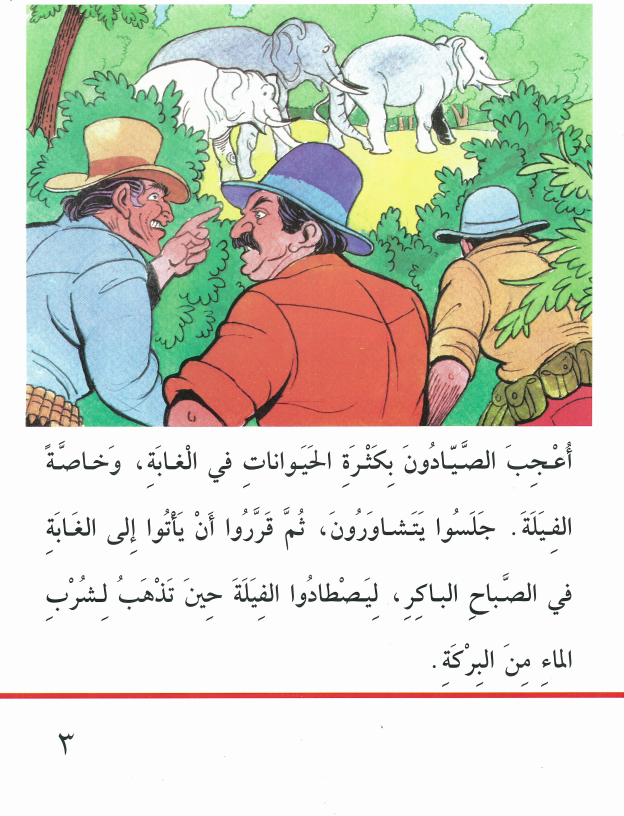 أُعْجِبَ الصَّيّادُونَ بِكَثْرَةِ الحَيَواناتِ في الْغابَةِ، وَخاصَّةً
الفِيَلَةَ. جَلَسُوا يَتَشاوَرُونَ، ثُمَّ قَرَّرُوا أَنْ يَأْتُوا إِلى الغَابَةِ
في الصَّباحِ الباكِرِ، لِيَصْطادُوا الفِيَلَةَ حِينَ تَذْهَبُ لِشُرْبِ
الماءِ مِنَ البِرْكَةِ.
٣